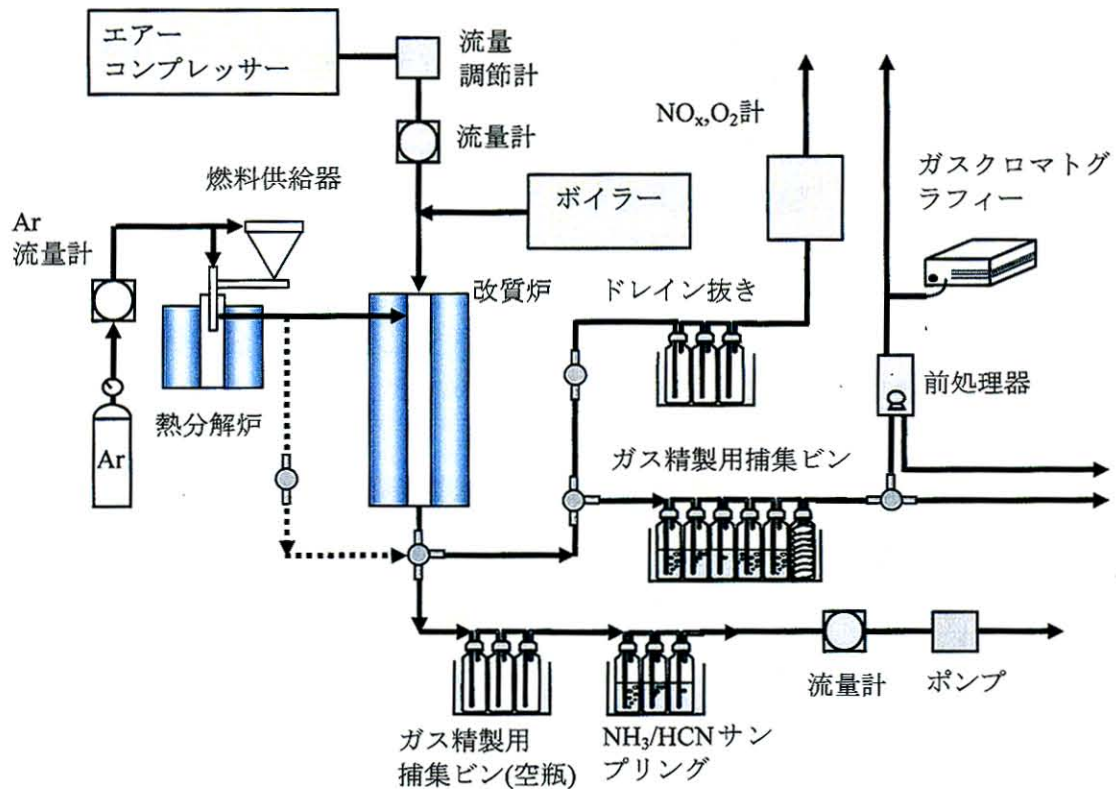 エアー
コンプレッサー
流量
調節計
流量計
NOx,O2計
ガスクロマトグ
ラフィー
燃料供給器
ボイラー
Ar
流量計
改質炉
ドレイン抜き
前処理器
熱分解炉
Ar
ガス精製用捕集ビン
流量計
ポンプ
ガス精製用
捕集ビン(空瓶)
NH3/HCNサン
プリング